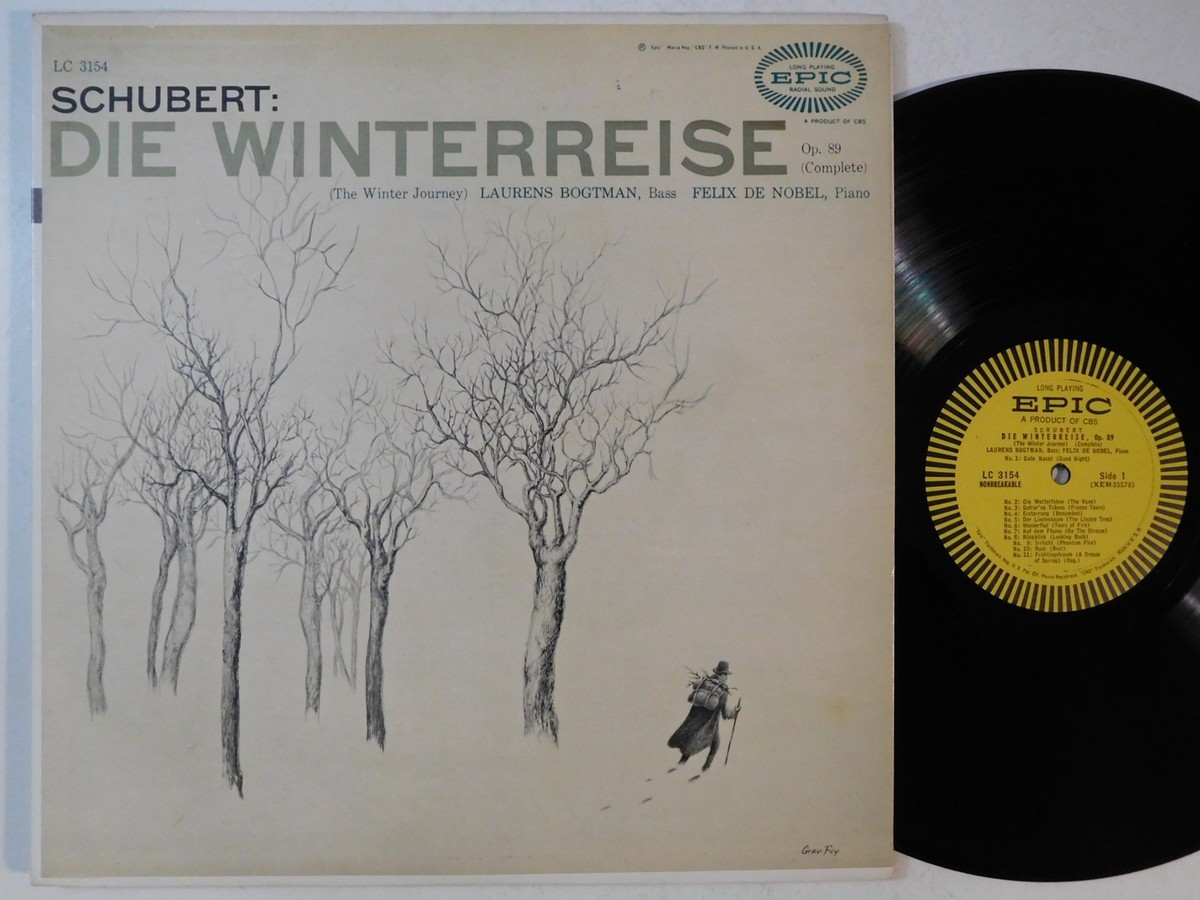 LC 3154
SCHUBERT:
DIE WINTERREISE
Op. 89
(Complete)
(The Winter Journey) LAURENS BOGTMAN, Bass FELIX DE NOBEL, Piano
LONG PLAYING
EPIC
RADIAL SOUND
A PRODUCT OF CBS
LONG PLAYING
EPIC
A PRODUCT OF CBS
SCHUBERT
DIE WINTERREISE, Op. 89
(The Winter Journey) (Complete)
LAURENS BOGTMAN, Bass; FELIX DE NOBEL, Piano
No. 1: Gute Nacht (Good Night)
LC 3154
NONBREAKABLE
Side 1
(XEM33578)
No. 2: Die Wetterfahne (The Vane)
No. 3: Gefror'ne Tränen (Frozen Tears)
No. 4: Erstarrung (Benumbed)
No. 5: Der Lindenbaum (The Linden Tree)
No. 6: Wasserflut (Tears of Fire)
No. 7: Auf dem Flusse (On The Stream)
No. 8: Rückblick (Looking Back)
No. 9: Irrlicht (Phantom Fire)
No. 10: Rast (Rest)
No. 11: Frühlingstraum (A Dream
of Spring)